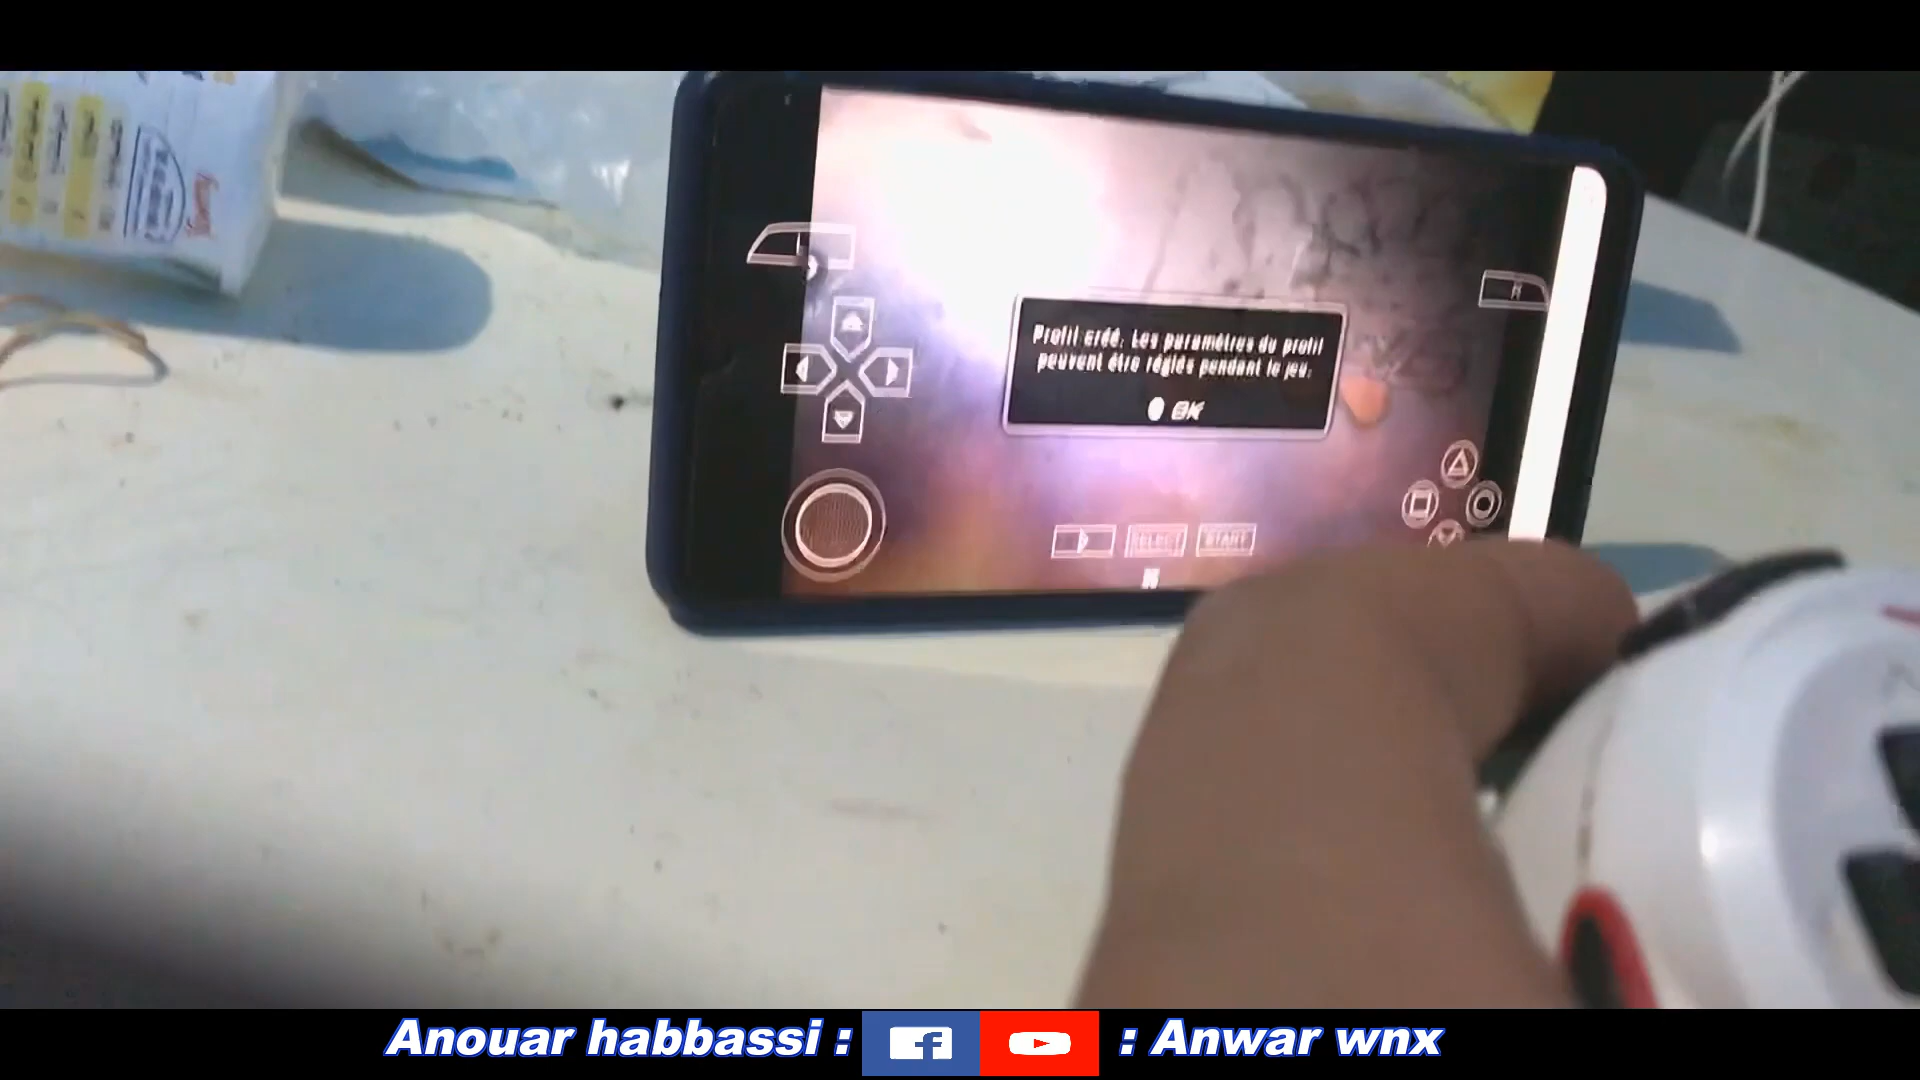 Profil créé. Les paramètres du profil
peuvent être réglés pendant le jeu.
OK
SELECT
START
Anouar habbassi :
: Anwar wnx